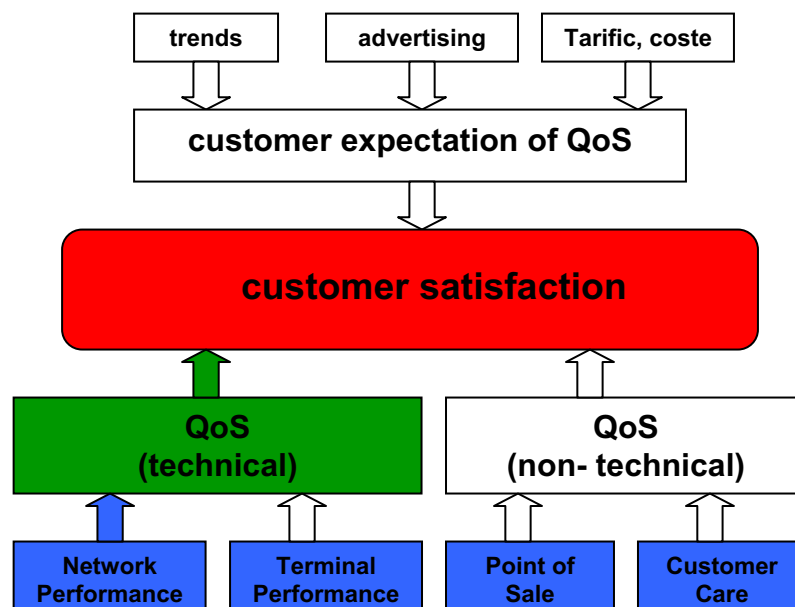 trends
advertising
Tarific, coste
customer expectation of QoS
customer satisfaction
QoS
(technical)
QoS
(non- technical)
Network
Performance
Terminal
Performance
Point of
Sale
Customer
Care